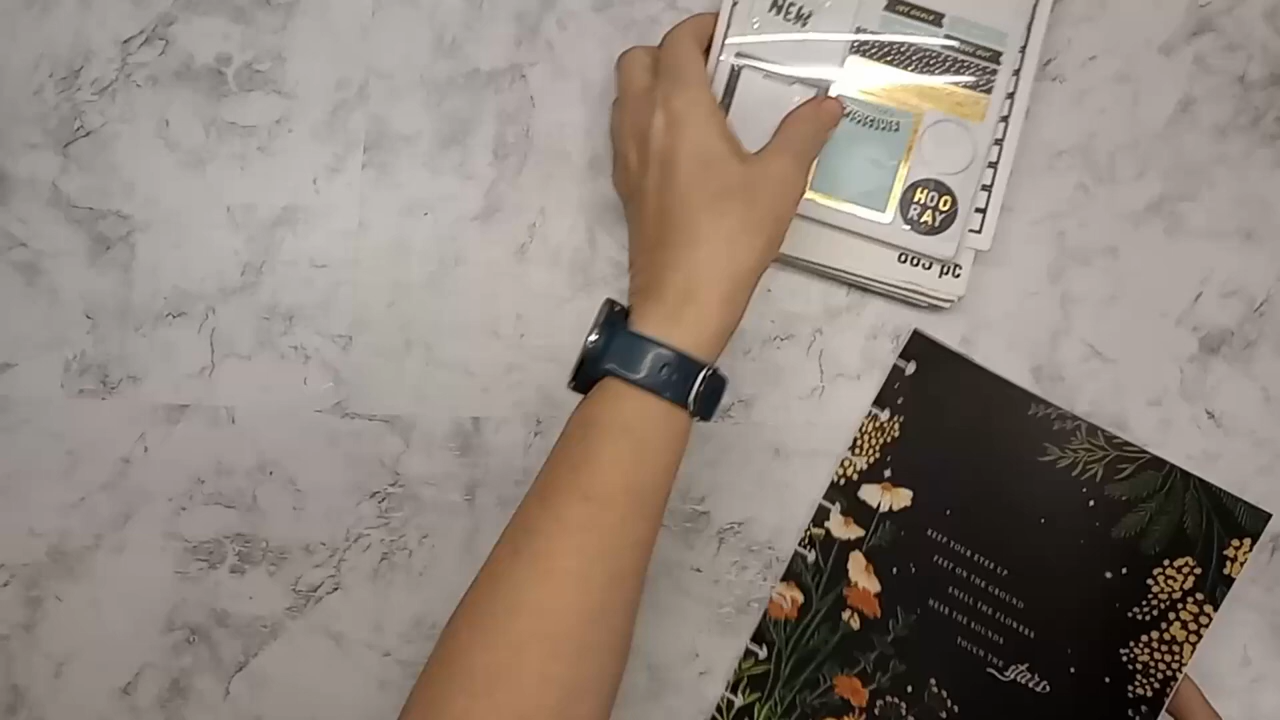 NEW
HOO
RAY
KEEP YOUR EYES UP
FEET ON THE GROUND
SMELL THE FLOWERS
HEAR THE SOUNDS
TOUCH THE stars